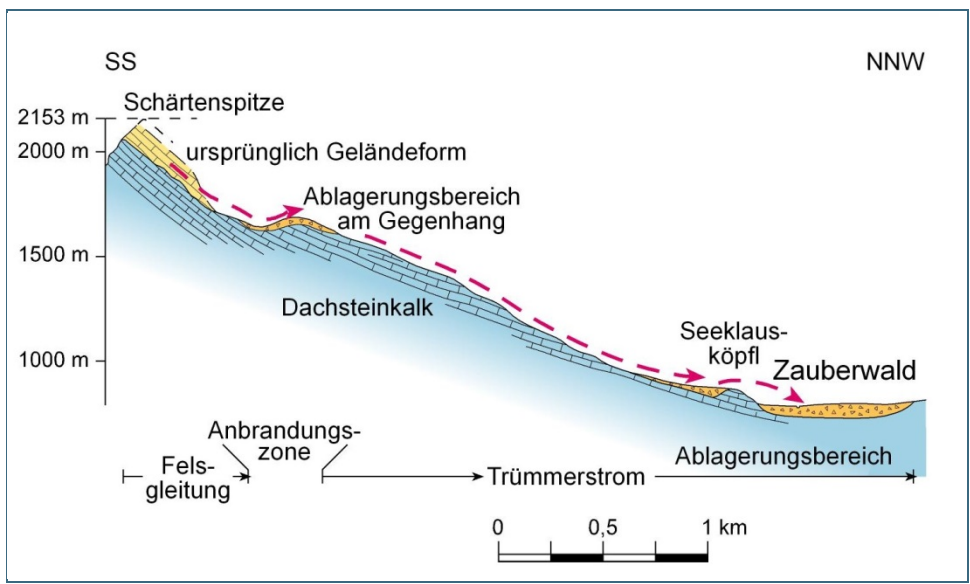 SS
NNW
Schärtenspitze
2153 m
2000 m
ursprünglich Geländeform
Ablagerungsbereich
am Gegenhang
1500 m
Dachsteinkalk
Seeklaus-
köpfl
Zauberwald
1000 m
Anbrandungs-
zone
Ablagerungsbereich
Fels-
gleitung
Trümmerstrom
0 0,5 1 km